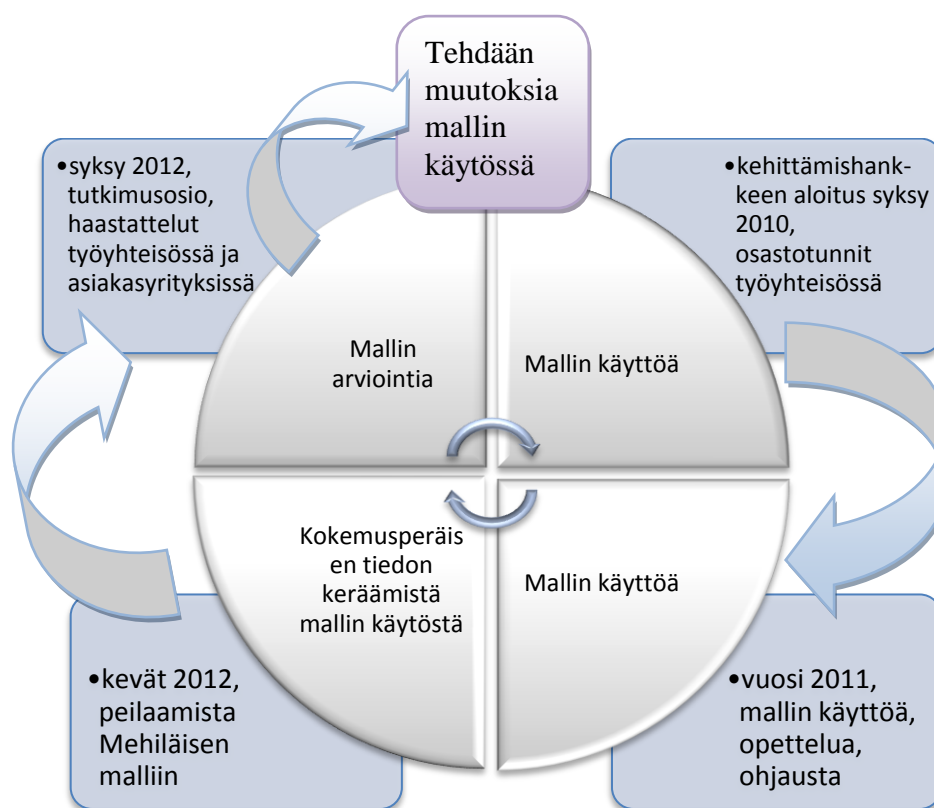 Tehdään
muutoksia
mallin
käytössä
•syksy 2012,
tutkimusosio,
haastattelut
työyhteisössä ja
asiakasyrityksissä
•kehittämishank-
keen aloitus syksy
2010,
osastotunnit
työyhteisössä
Mallin
arviointia
Mallin käyttöä
Kokemusperäis
en tiedon
keräämistä
mallin käytöstä
Mallin käyttöä
•kevät 2012,
peilaamista
Mehiläisen
malliin
•vuosi 2011,
mallin käyttöä,
opettelua,
ohjausta